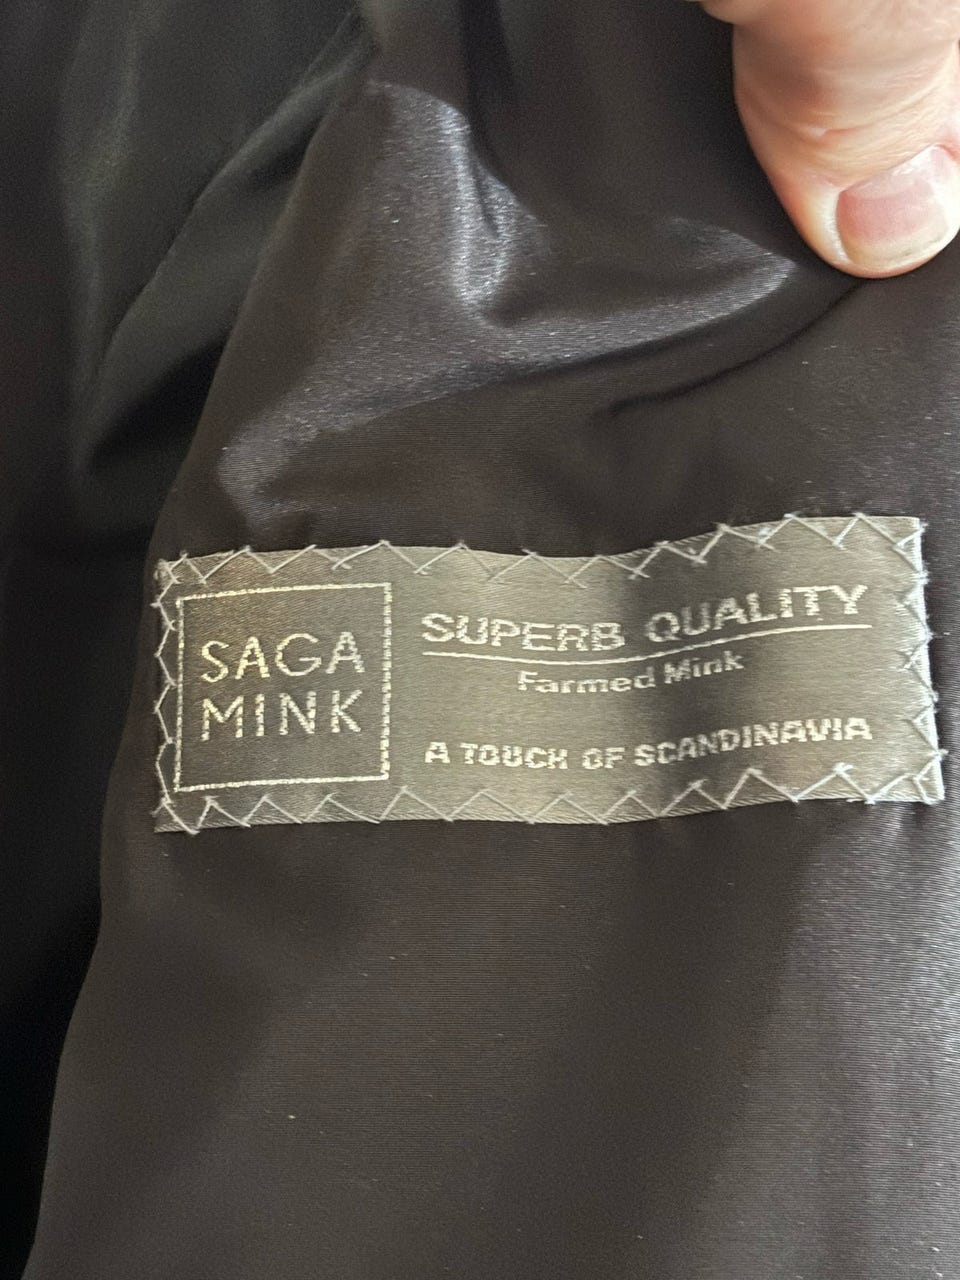 SAGA
MINK
SUPERB QUALITY
Farmed Mink
A TOUCH OF SCANDINAVIA